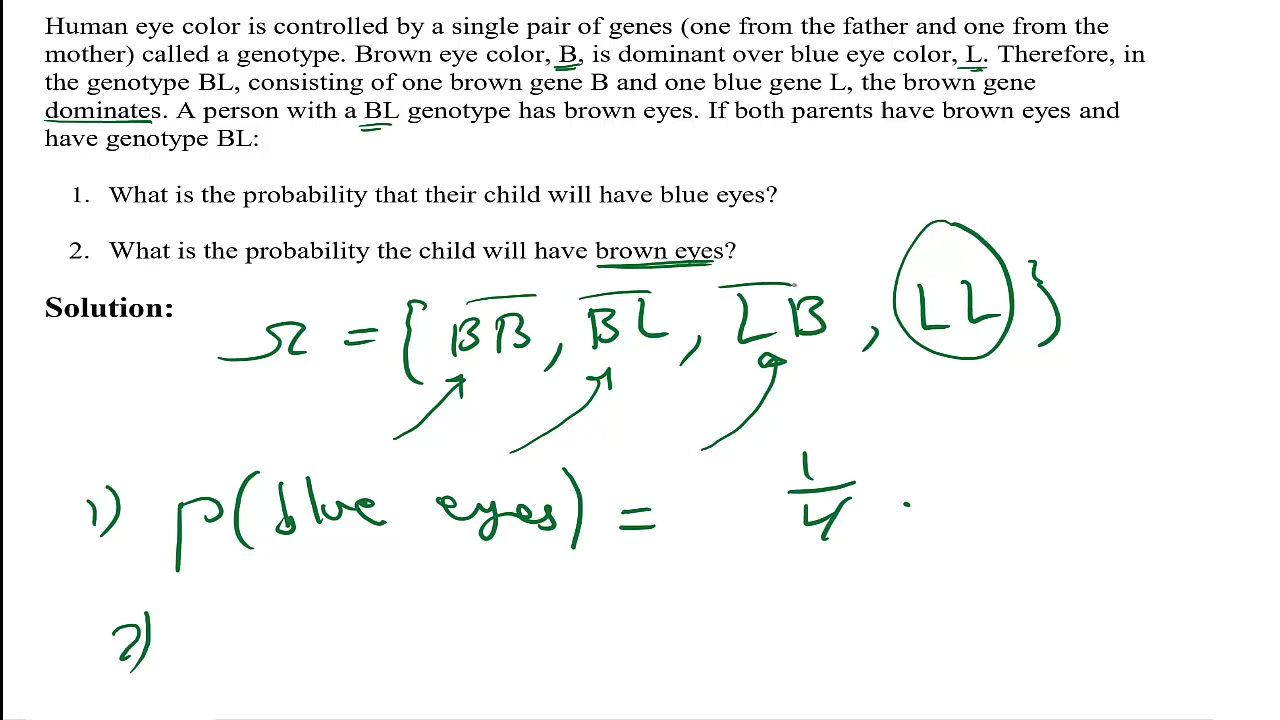 Human eye color is controlled by a single pair of genes (one from the father and one from the
mother) called a genotype. Brown eye color, B, is dominant over blue eye color, L. Therefore, in
the genotype BL, consisting of one brown gene B and one blue gene L, the brown gene
dominates. A person with a BL genotype has brown eyes. If both parents have brown eyes and
have genotype BL:
1. What is the probability that their child will have blue eyes?
2. What is the probability the child will have brown eyes?
Solution:
Ω = { BB, BL, LB, LL }
1) P(blue eyes) = 1/4 .
2)